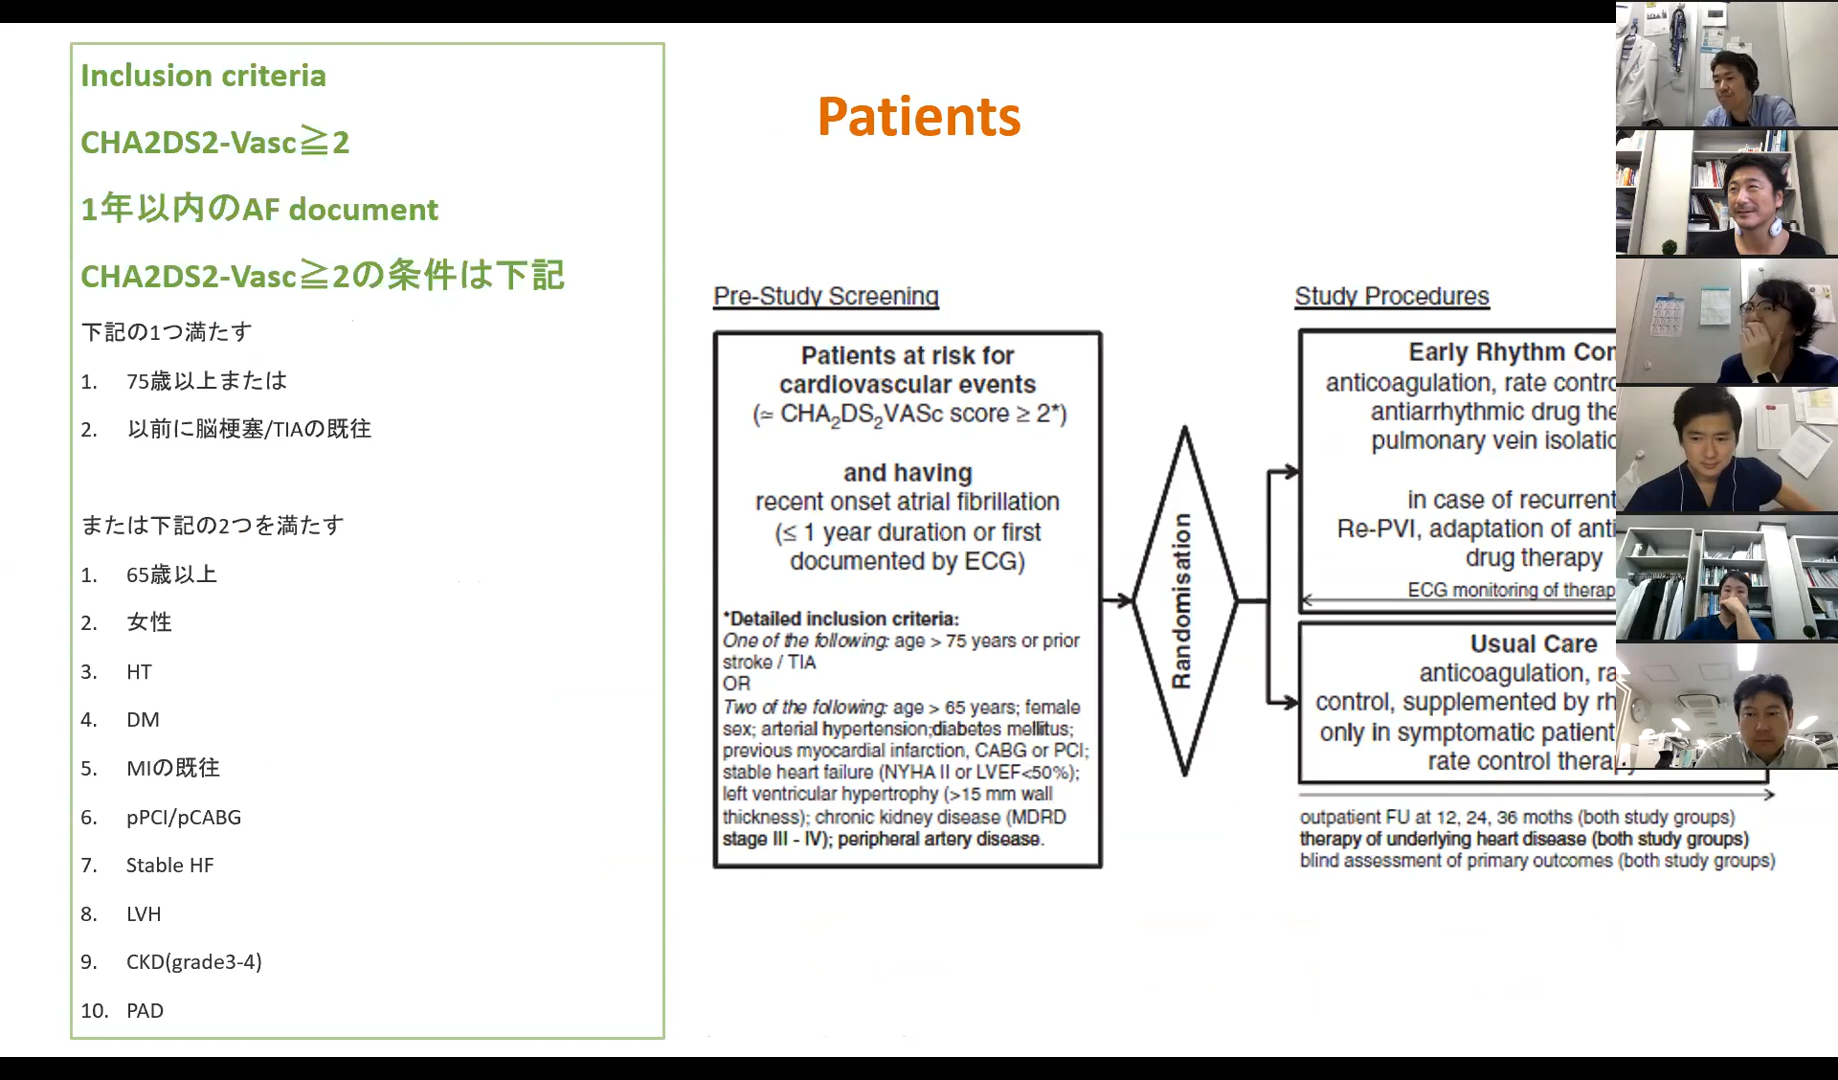 Inclusion criteria
CHA2DS2-Vasc≧2
1年以内のAF document
CHA2DS2-Vasc≧2の条件は下記
下記の1つ満たす
1. 75歳以上または
2. 以前に脳梗塞/TIAの既往
または下記の2つを満たす
1. 65歳以上
2. 女性
3. HT
4. DM
5. MIの既往
6. pPCI/pCABG
7. Stable HF
8. LVH
9. CKD(grade3-4)
10. PAD
Patients
Pre-Study Screening
Patients at risk for
cardiovascular events
(≃ CHA2DS2VASc score ≥ 2*)
and having
recent onset atrial fibrillation
(≤ 1 year duration or first
documented by ECG)
*Detailed inclusion criteria:
One of the following: age > 75 years or prior
stroke / TIA
OR
Two of the following: age > 65 years; female
sex; arterial hypertension;diabetes mellitus;
previous myocardial infarction, CABG or PCI;
stable heart failure (NYHA II or LVEF<50%);
left ventricular hypertrophy (>15 mm wall
thickness); chronic kidney disease (MDRD
stage III - IV); peripheral artery disease.
Randomisation
Study Procedures
Early Rhythm Con
anticoagulation, rate contro
antiarrhythmic drug the
pulmonary vein isolatio
in case of recurrent
Re-PVI, adaptation of anti
drug therapy
ECG monitoring of therap
Usual Care
anticoagulation, ra
control, supplemented by rh
only in symptomatic patient
rate control therapy
outpatient FU at 12, 24, 36 moths (both study groups)
therapy of underlying heart disease (both study groups)
blind assessment of primary outcomes (both study groups)